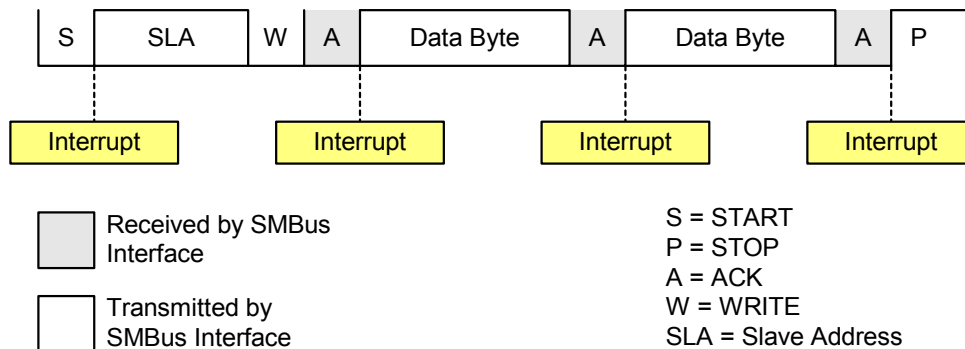 S SLA W A Data Byte A Data Byte A P
Interrupt Interrupt Interrupt Interrupt
Received by SMBus
Interface
Transmitted by
SMBus Interface
S = START
P = STOP
A = ACK
W = WRITE
SLA = Slave Address